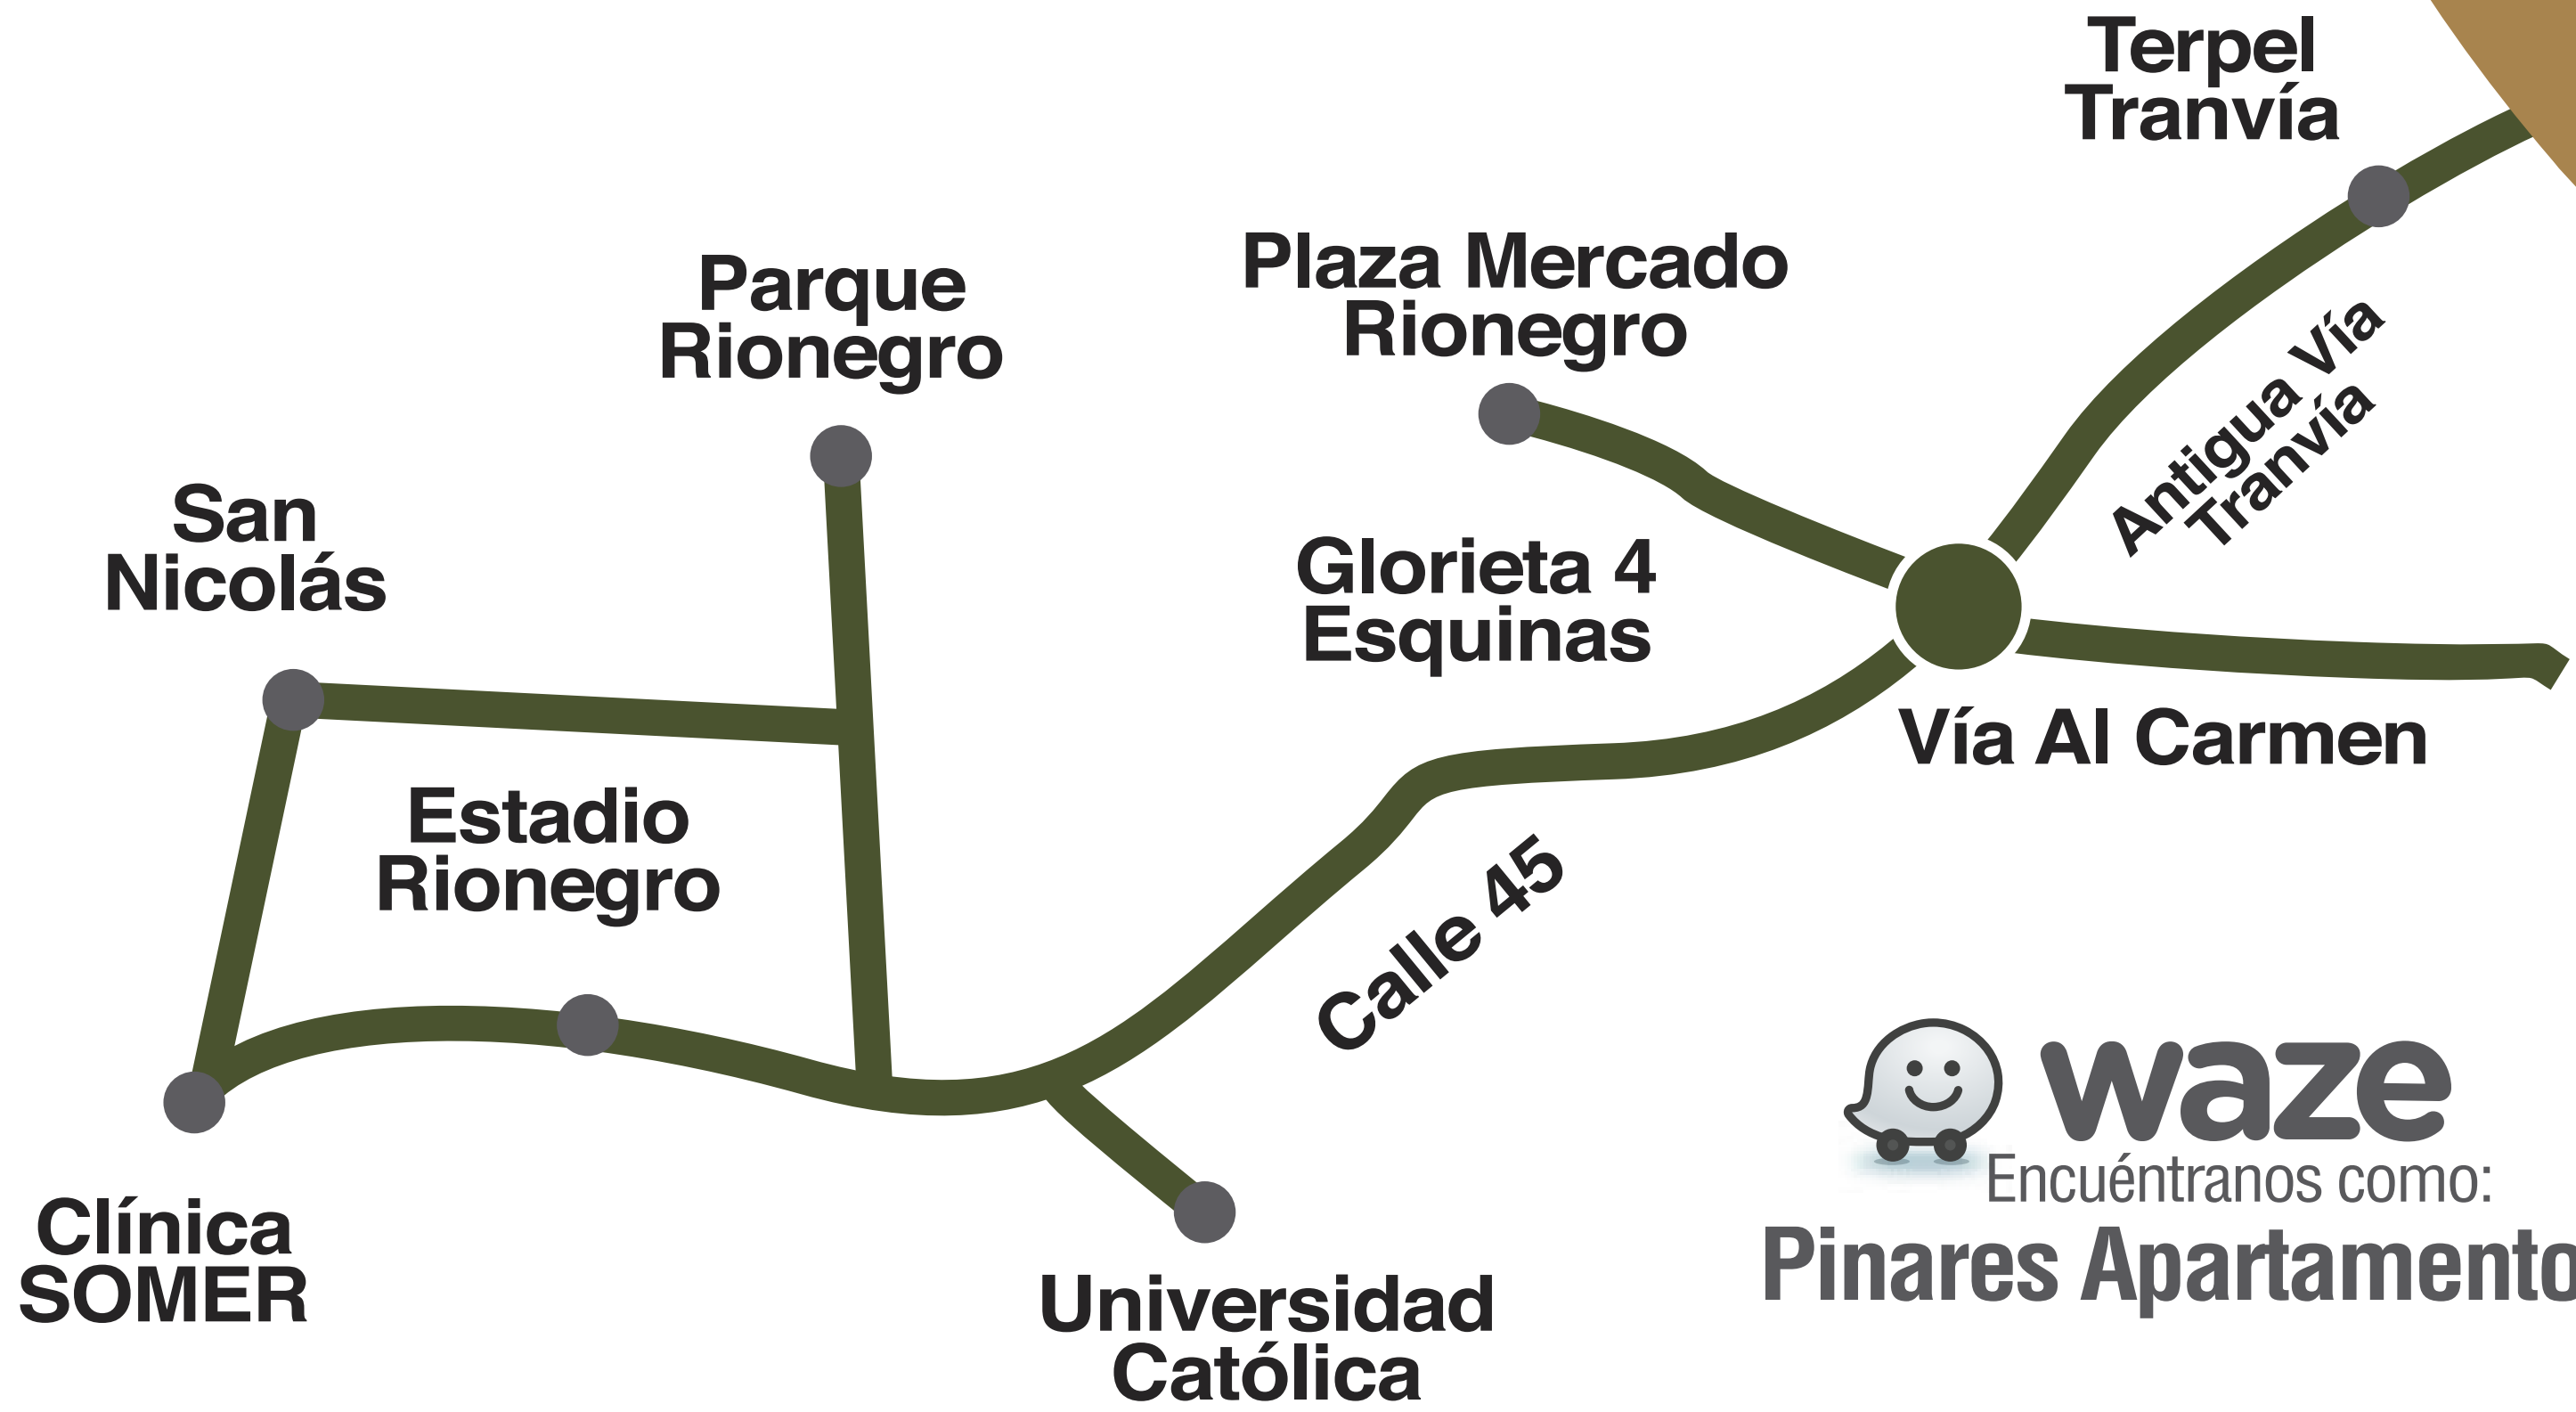 Terpel
Tranvía
Plaza Mercado
Rionegro
Parque
Rionegro
Antigua Vía
Tranvía
San
Nicolás
Glorieta 4
Esquinas
Vía Al Carmen
Estadio
Rionegro
Calle 45
waze
Encuéntranos como:
Pinares Apartamento
Clínica
SOMER
Universidad
Católica